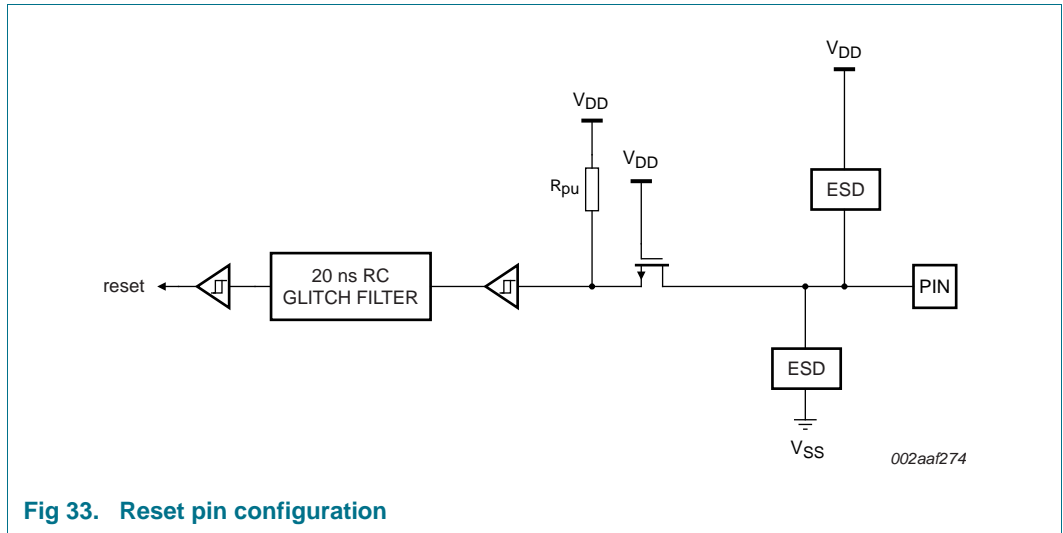 VDD
VDD
VDD
Rpu
ESD
reset
20 ns RC
GLITCH FILTER
PIN
ESD
VSS
002aaf274
Fig 33. Reset pin configuration